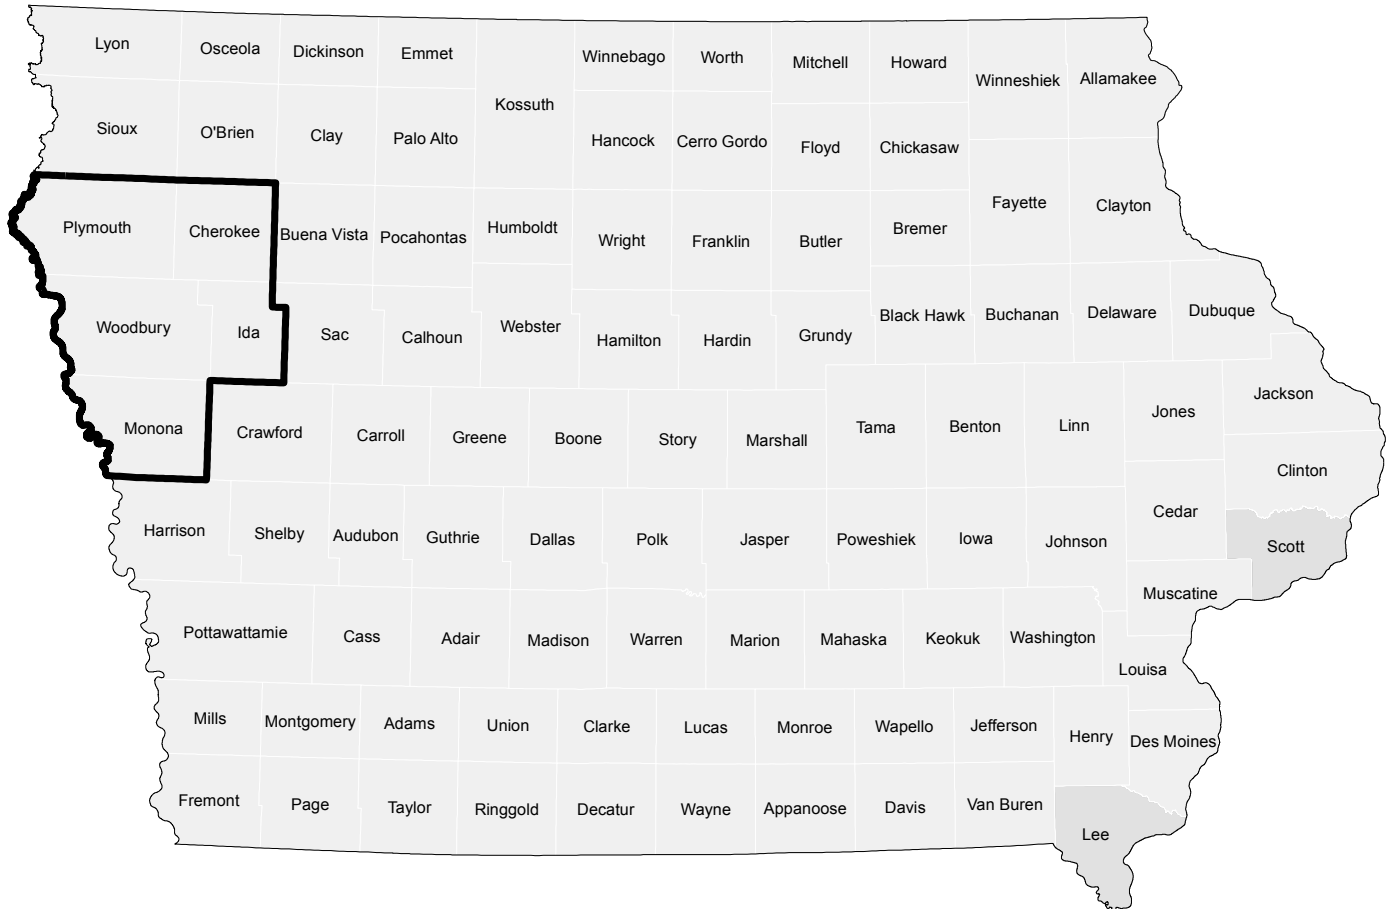 Lyon
Osceola
Dickinson
Emmet
Kossuth
Winnebago
Worth
Mitchell
Howard
Winneshiek
Allamakee
Sioux
O'Brien
Clay
Palo Alto
Hancock
Cerro Gordo
Floyd
Chickasaw
Fayette
Clayton
Plymouth
Cherokee
Buena Vista
Pocahontas
Humboldt
Wright
Franklin
Butler
Bremer
Woodbury
Ida
Sac
Calhoun
Webster
Hamilton
Hardin
Grundy
Black Hawk
Buchanan
Delaware
Dubuque
Monona
Crawford
Carroll
Greene
Boone
Story
Marshall
Tama
Benton
Linn
Jones
Jackson
Clinton
Cedar
Scott
Harrison
Shelby
Audubon
Guthrie
Dallas
Polk
Jasper
Poweshiek
Iowa
Johnson
Muscatine
Pottawattamie
Cass
Adair
Madison
Warren
Marion
Mahaska
Keokuk
Washington
Louisa
Mills
Montgomery
Adams
Union
Clarke
Lucas
Monroe
Wapello
Jefferson
Henry
Des Moines
Fremont
Page
Taylor
Ringgold
Decatur
Wayne
Appanoose
Davis
Van Buren
Lee